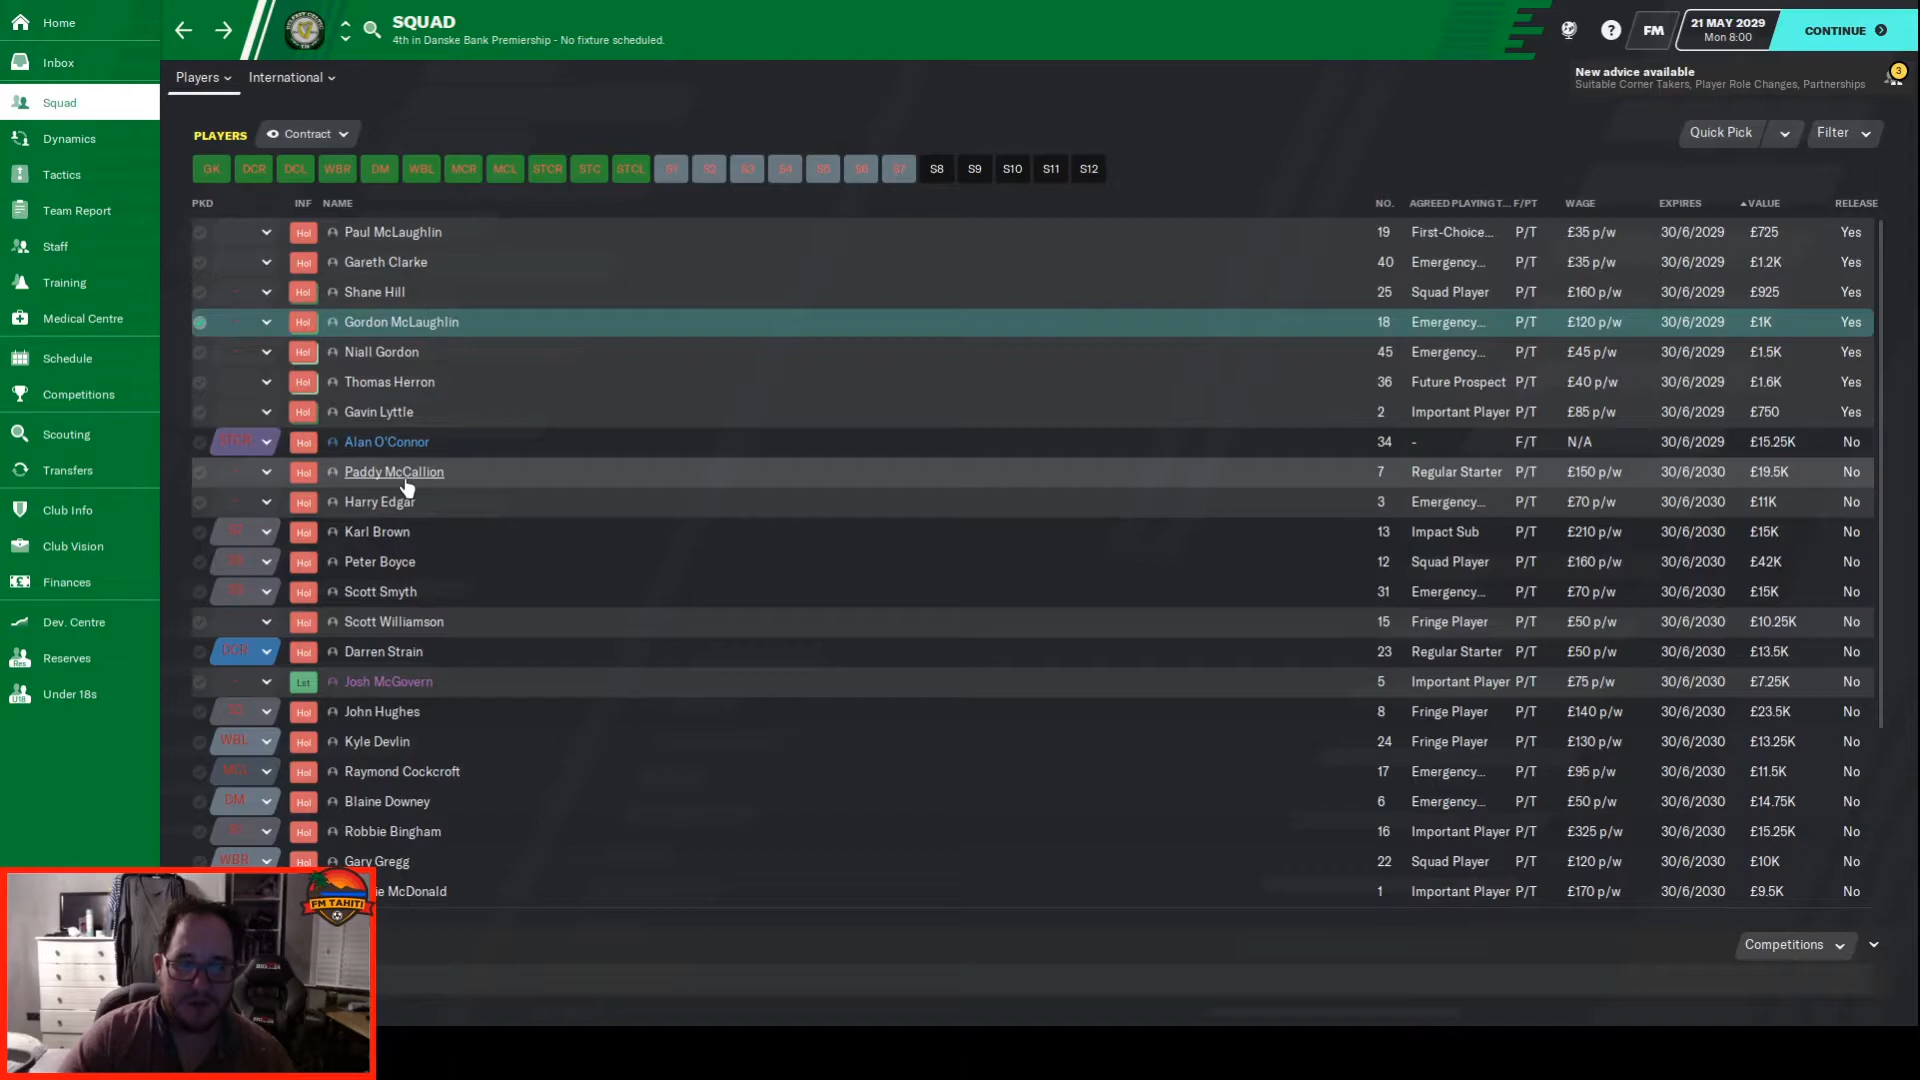 Home
SQUAD
4th in Danske Bank Premiership - No fixture scheduled.
FM
21 MAY 2029
Mon 8:00
CONTINUE
Inbox
Players
International
New advice available
Suitable Corner Takers, Player Role Changes, Partnerships
3
Squad
Dynamics
Tactics
Team Report
Staff
Training
Medical Centre
Schedule
Competitions
Scouting
Transfers
Club Info
Club Vision
Finances
Dev. Centre
Reserves
Under 18s
PLAYERS Contract Quick Pick Filter
GK DCR DCL WBR DM WBL MCR MCL STCR STC STCL S1 S2 S3 S4 S5 S6 S7 S8 S9 S10 S11 S12
PKD INF NAME NO. AGREED PLAYING T... F/PT WAGE EXPIRES VALUE RELEASE
Hol Paul McLaughlin 19 First-Choice... P/T £35 p/w 30/6/2029 £725 Yes
Hol Gareth Clarke 40 Emergency... P/T £35 p/w 30/6/2029 £1.2K Yes
Hol Shane Hill 25 Squad Player P/T £160 p/w 30/6/2029 £925 Yes
Hol Gordon McLaughlin 18 Emergency... P/T £120 p/w 30/6/2029 £1K Yes
Hol Niall Gordon 45 Emergency... P/T £45 p/w 30/6/2029 £1.5K Yes
Hol Thomas Herron 36 Future Prospect P/T £40 p/w 30/6/2029 £1.6K Yes
Hol Gavin Lyttle 2 Important Player P/T £85 p/w 30/6/2029 £750 Yes
Hol Alan O'Connor 34 - F/T N/A 30/6/2029 £15.25K No
Hol Paddy McCallion 7 Regular Starter P/T £150 p/w 30/6/2030 £19.5K No
Hol Harry Edgar 3 Emergency... P/T £70 p/w 30/6/2030 £11K No
Hol Karl Brown 13 Impact Sub P/T £210 p/w 30/6/2030 £15K No
Hol Peter Boyce 12 Squad Player P/T £160 p/w 30/6/2030 £42K No
Hol Scott Smyth 31 Emergency... P/T £70 p/w 30/6/2030 £15K No
Hol Scott Williamson 15 Fringe Player P/T £50 p/w 30/6/2030 £10.25K No
DCR Hol Darren Strain 23 Regular Starter P/T £50 p/w 30/6/2030 £13.5K No
Lst Josh McGovern 5 Important Player P/T £75 p/w 30/6/2030 £7.25K No
Hol John Hughes 8 Fringe Player P/T £140 p/w 30/6/2030 £23.5K No
WBL Hol Kyle Devlin 24 Fringe Player P/T £130 p/w 30/6/2030 £13.25K No
Hol Raymond Cockcroft 17 Emergency... P/T £95 p/w 30/6/2030 £11.5K No
DM Hol Blaine Downey 6 Emergency... P/T £50 p/w 30/6/2030 £14.75K No
Hol Robbie Bingham 16 Important Player P/T £325 p/w 30/6/2030 £15.25K No
WBR Hol Gary Gregg 22 Squad Player P/T £120 p/w 30/6/2030 £10K No
ie McDonald 1 Important Player P/T £170 p/w 30/6/2030 £9.5K No
FM TAHITI
Competitions